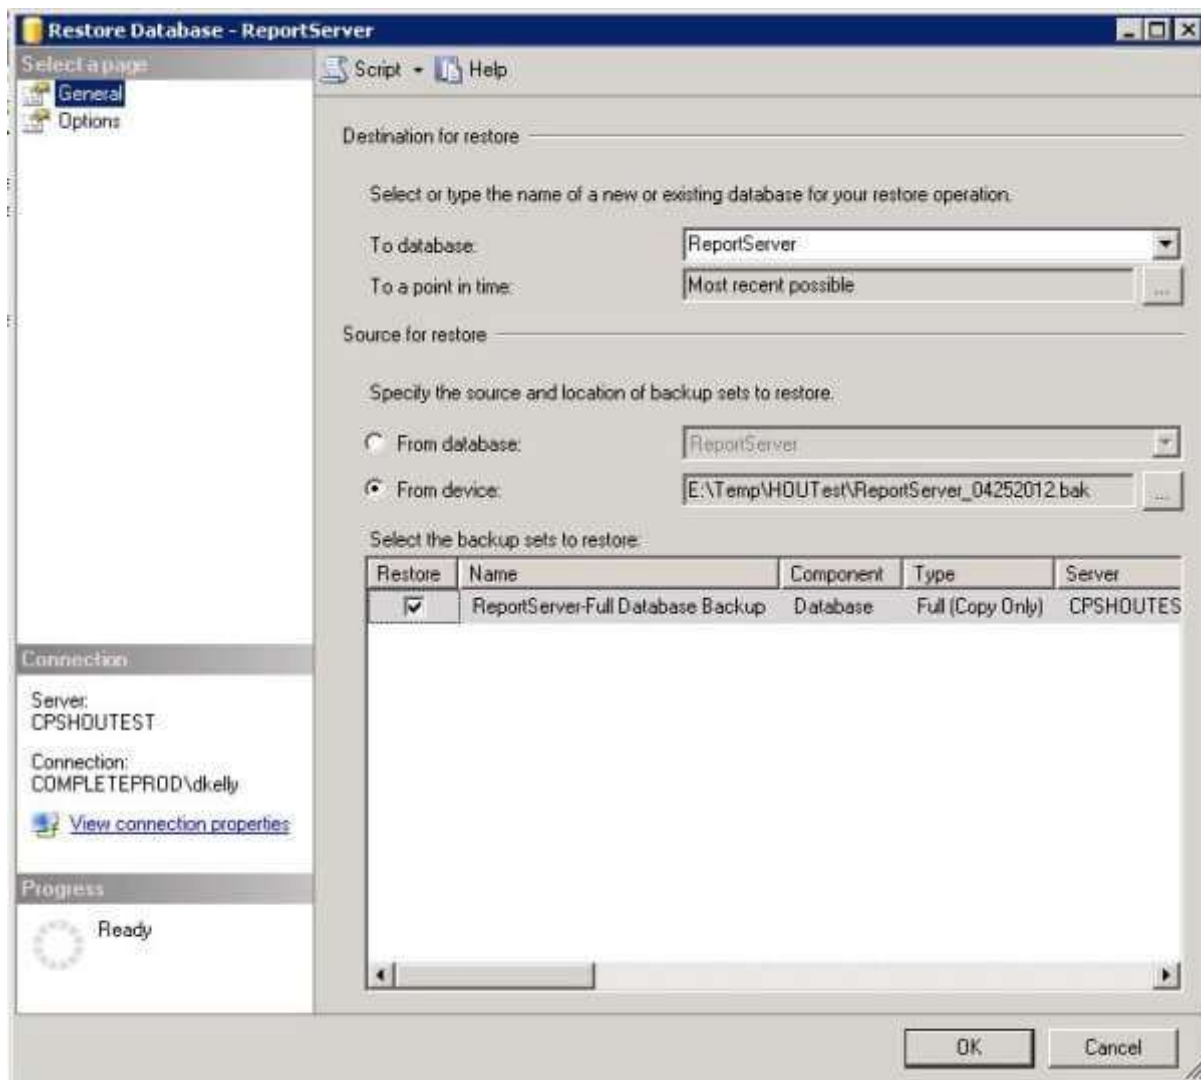 Restore Database - ReportServer
Select a page
General
Options
Script
Help
Destination for restore
Select or type the name of a new or existing database for your restore operation.
To database:
ReportServer
To a point in time:
Most recent possible
...
Source for restore
Specify the source and location of backup sets to restore.
From database:
ReportServer
From device:
E:\Temp\HOUTest\ReportServer_04252012.bak
...
Select the backup sets to restore:
Restore Name Component Type Server
ReportServer-Full Database Backup Database Full (Copy Only) CPSHOUTES
Connection
Server:
CPSHOUTEST
Connection:
COMPLETEPROD\dkelly
View connection properties
Progress
Ready
OK
Cancel